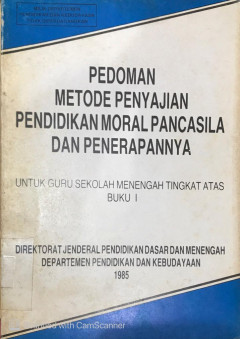 PEDOMAN
METODE PENYAJIAN
PENDIDIKAN MORAL PANCASILA
DAN PENERAPANNYA
UNTUK GURU SEKOLAH MENENGAH TINGKAT ATAS
BUKU I
DIREKTORAT JENDERAL PENDIDIKAN DASAR DAN MENENGAH
DEPARTEMEN PENDIDIKAN DAN KEBUDAYAAN
1985
with CamScanner